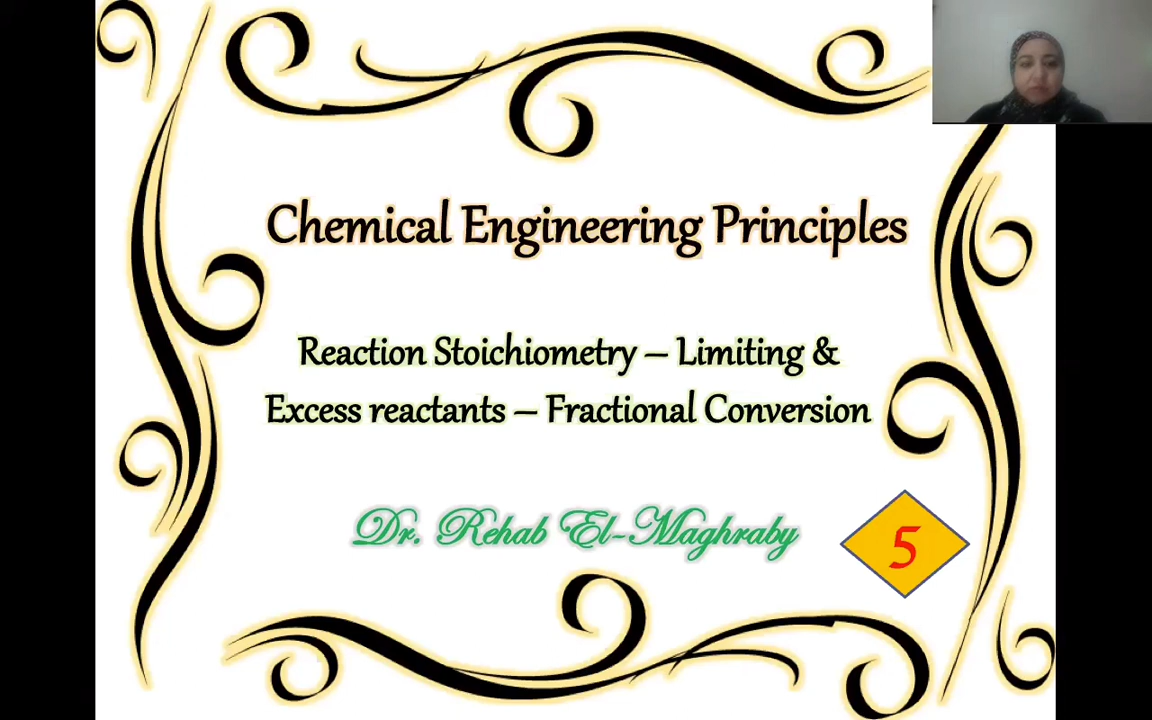 Chemical Engineering Principles
Reaction Stoichiometry – Limiting &
Excess reactants – Fractional Conversion
Dr. Rehab El-Maghraby
5